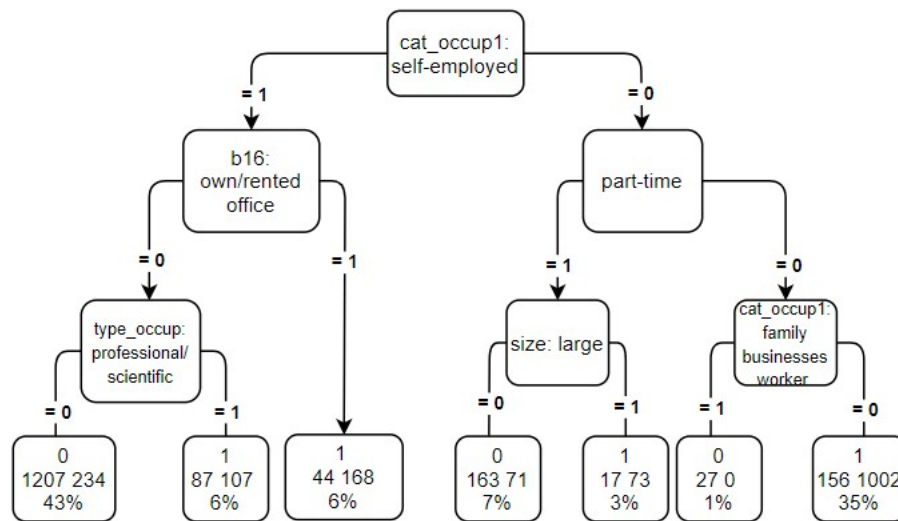 cat_occup1:
self-employed
= 1
= 0
b16:
own/rented
office
part-time
= 0
= 1
= 1
= 0
type_occup:
professional/
scientific
size: large
cat_occup1:
family
businesses
worker
= 0
= 1
= 0
= 1
= 1
= 0
0
1207 234
43%
1
87 107
6%
1
44 168
6%
0
163 71
7%
1
17 73
3%
0
27 0
1%
1
156 1002
35%